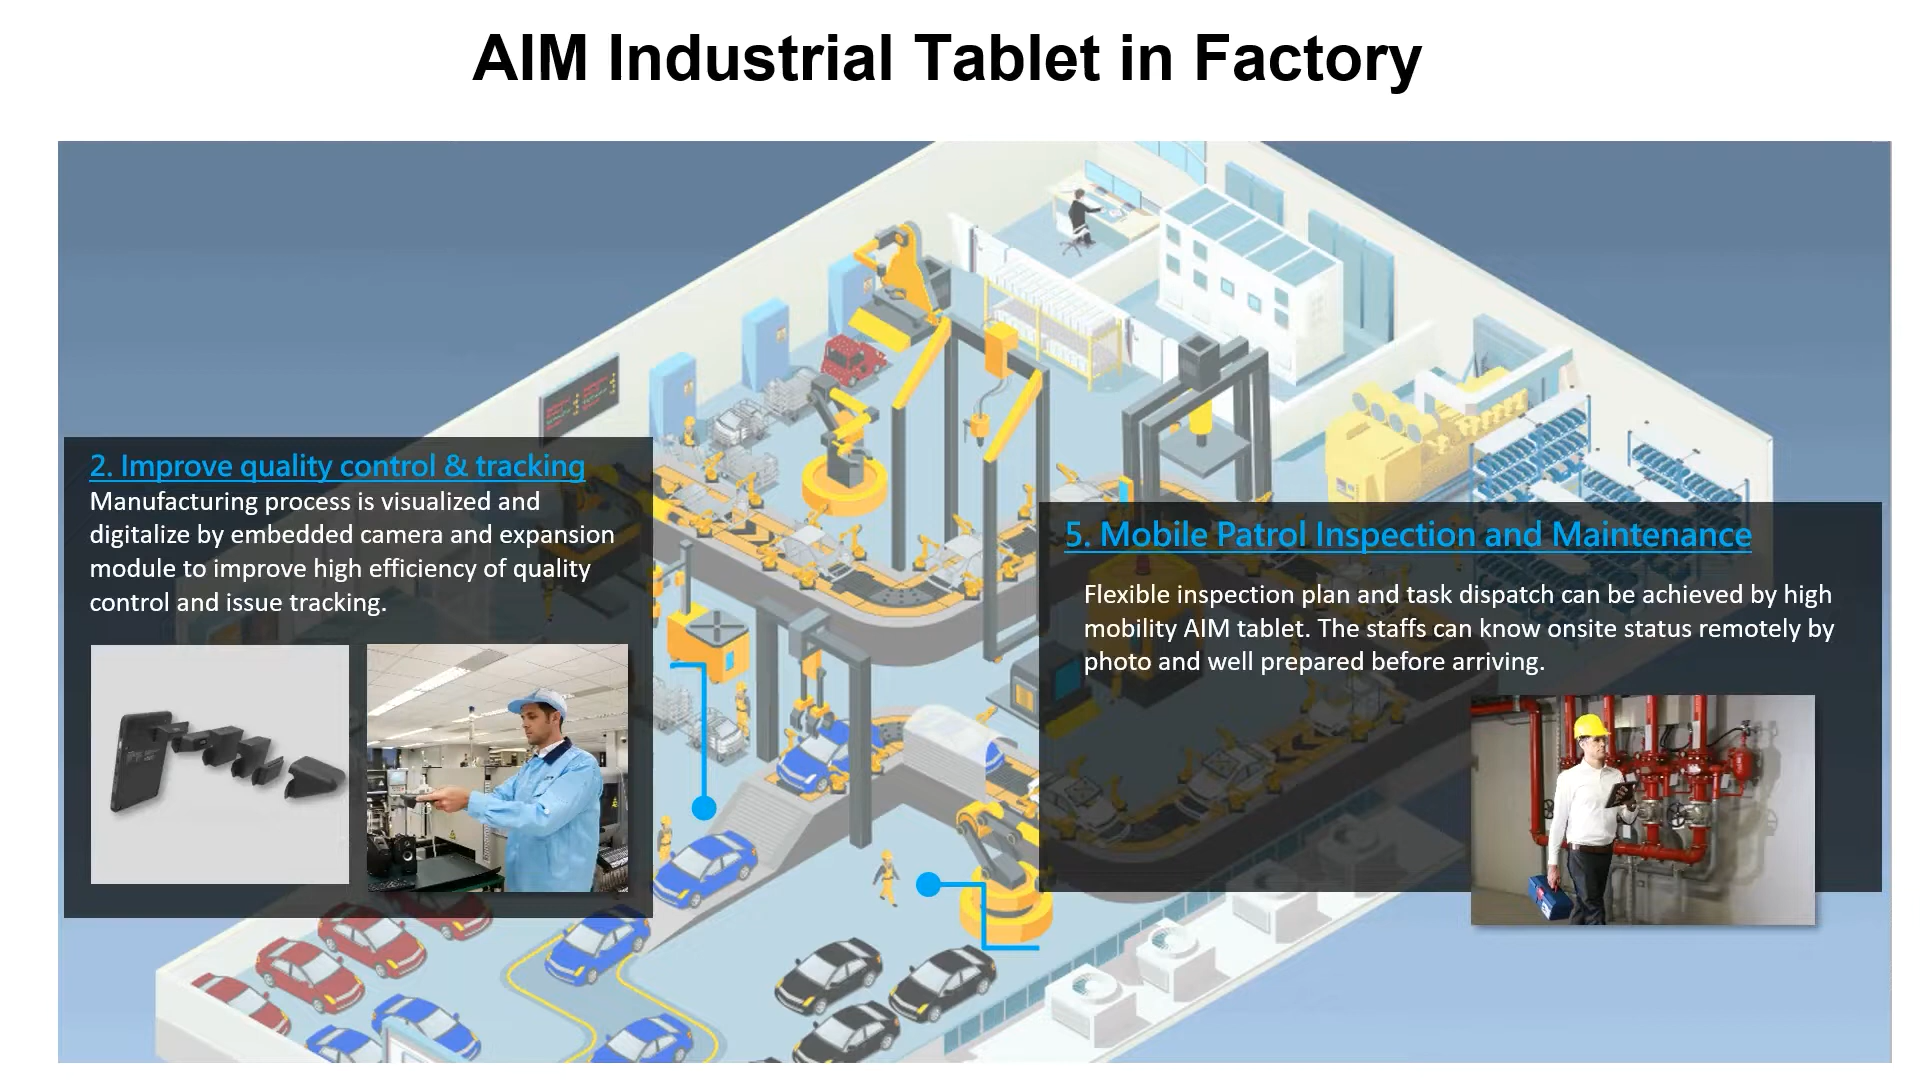 AIM Industrial Tablet in Factory
2. Improve quality control & tracking
Manufacturing process is visualized and
digitalize by embedded camera and expansion
module to improve high efficiency of quality
control and issue tracking.
5. Mobile Patrol Inspection and Maintenance
Flexible inspection plan and task dispatch can be achieved by high
mobility AIM tablet. The staffs can know onsite status remotely by
photo and well prepared before arriving.